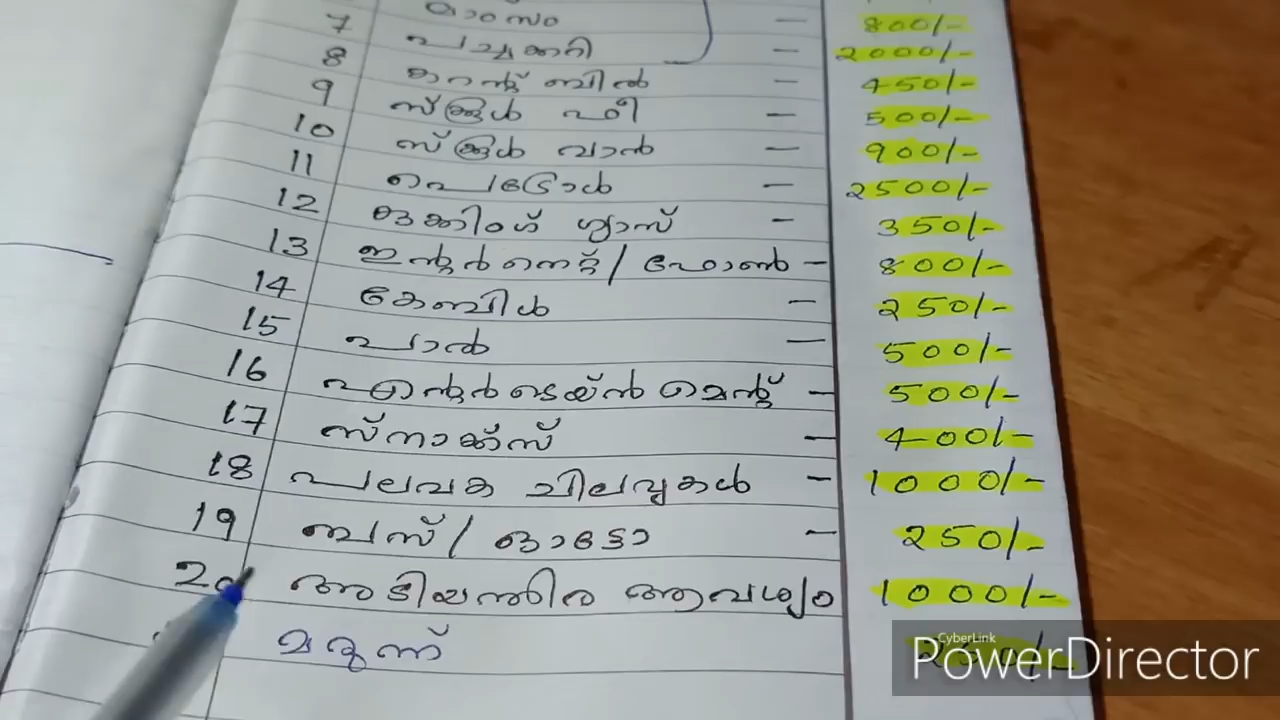 7 മാംസം — 800/-
8 പച്ചക്കറി — 2000/-
9 കറന്റ് ബിൽ — 450/-
10 സ്ക്കൂൾ ഫീ — 500/-
11 സ്ക്കൂൾ വാൻ — 900/-
12 പെട്രോൾ — 2500/-
13 കുക്കിംഗ് ഗ്യാസ് — 350/-
14 ഇന്റർനെറ്റ്/ഫോൺ — 800/-
15 കേബിൾ — 250/-
16 പാൽ — 500/-
17 എന്റർടെയ്ൻമെന്റ് — 500/-
18 സ്നാക്ക്സ് — 400/-
19 പലവക ചിലവുകൾ — 1000/-
20 ബസ്/ഓട്ടോ — 250/-
അടിയന്തിര ആവശ്യം 1000/-
മരുന്ന് 250/-
CyberLink
PowerDirector